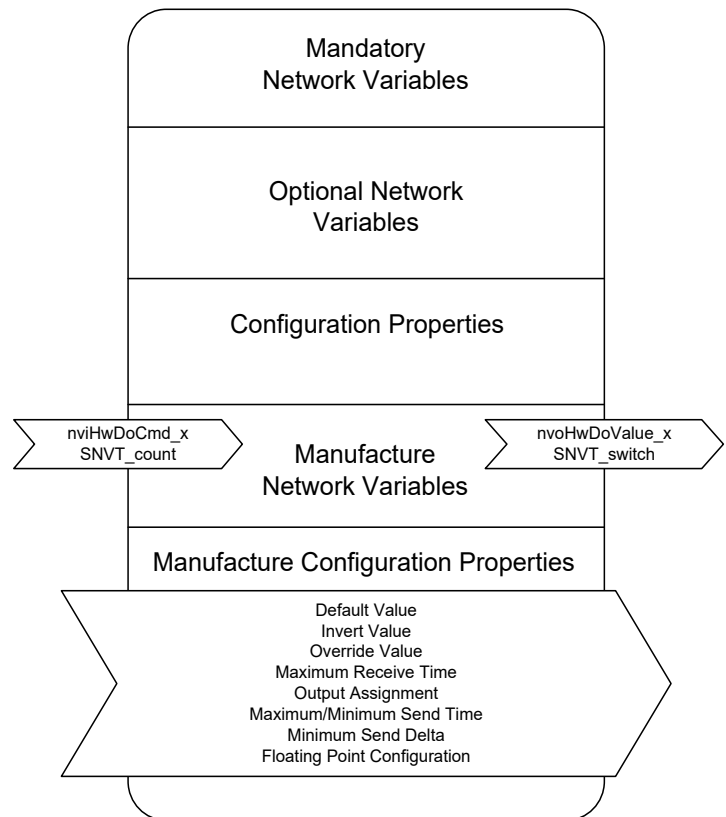 Mandatory
Network Variables
Optional Network
Variables
Configuration Properties
nviHwDoCmd_x
SNVT_count
nvoHwDoValue_x
SNVT_switch
Manufacture
Network Variables
Manufacture Configuration Properties
Default Value
Invert Value
Override Value
Maximum Receive Time
Output Assignment
Maximum/Minimum Send Time
Minimum Send Delta
Floating Point Configuration